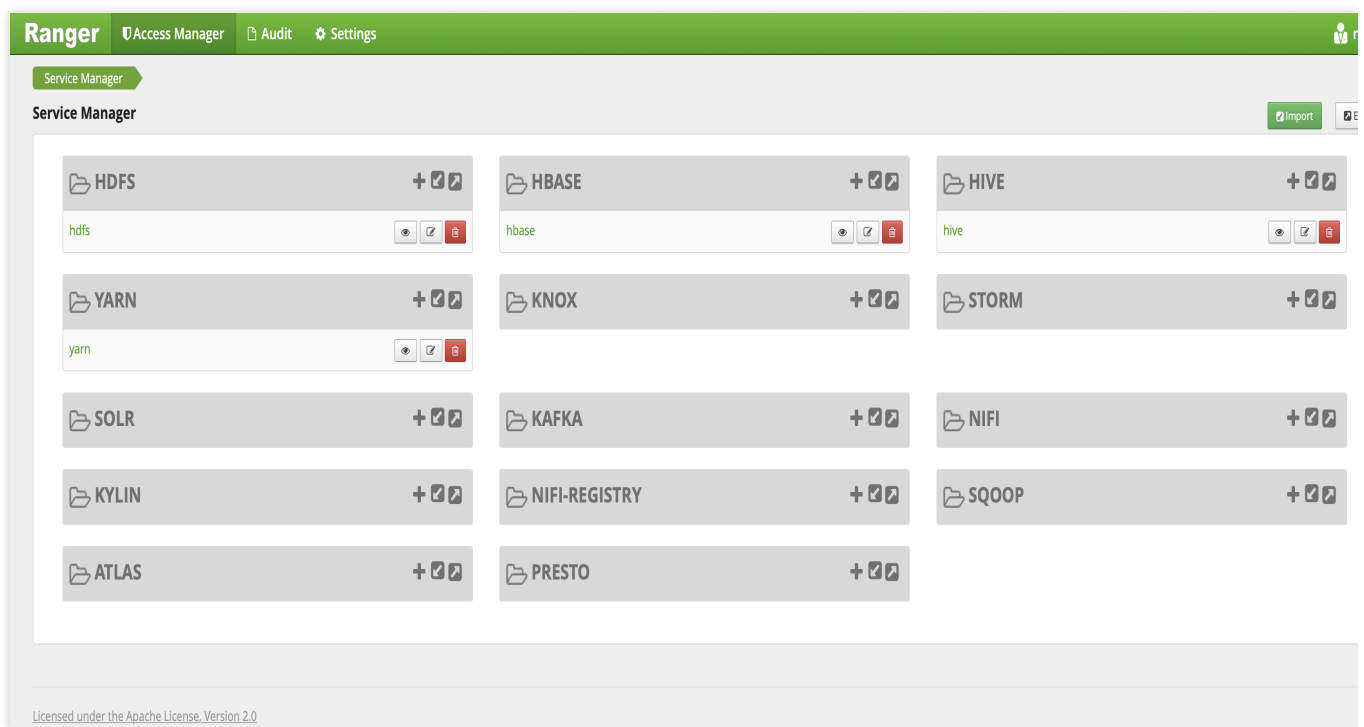 Ranger Access Manager Audit Settings
Service Manager
Service Manager
Import
HDFS HBASE HIVE
hdfs hbase hive
YARN KNOX STORM
yarn
SOLR KAFKA NIFI
KYLIN NIFI-REGISTRY SQOOP
ATLAS PRESTO
Licensed under the Apache License, Version 2.0